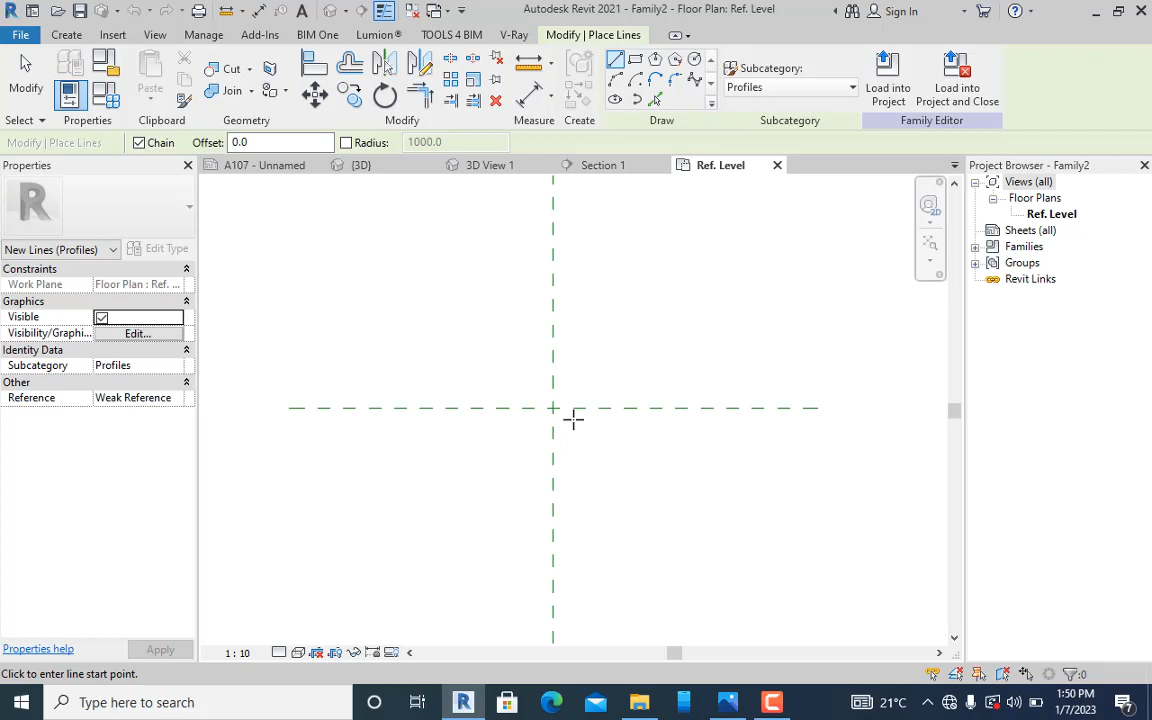 Autodesk Revit 2021 - Family2 - Floor Plan: Ref. Level
Sign In
File Create Insert View Manage Add-Ins BIM One Lumion® TOOLS 4 BIM V-Ray Modify | Place Lines
Modify
Paste
Cut
Join
Subcategory:
Profiles
Create
Load into
Project
Load into
Project and Close
Select Properties Clipboard Geometry Modify Measure Create Draw Subcategory Family Editor
Modify | Place Lines Chain Offset: 0.0 Radius: 1000.0
Properties
A107 - Unnamed {3D} 3D View 1 Section 1 Ref. Level
Project Browser - Family2
R
New Lines (Profiles) Edit Type
Constraints
Work Plane Floor Plan : Ref. ...
Graphics
Visible
Visibility/Graphi... Edit...
Identity Data
Subcategory Profiles
Other
Reference Weak Reference
2D
Views (all)
Floor Plans
Ref. Level
Sheets (all)
Families
Groups
Revit Links
Properties help Apply
1 : 10
Click to enter line start point.
:0
Type here to search
21°C
1:50 PM
1/7/2023
7